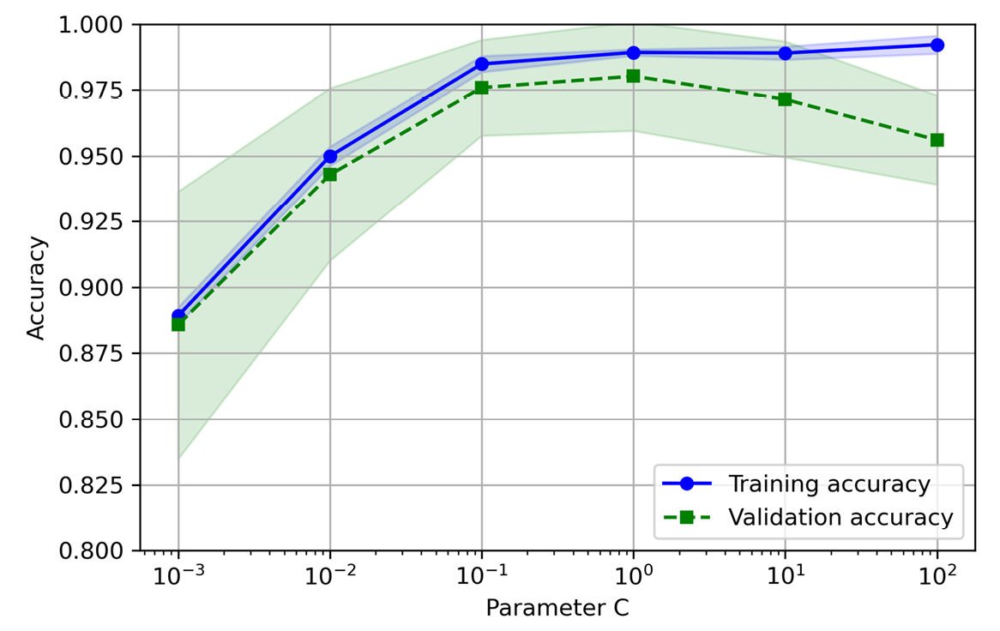 1.000
0.975
0.950
0.925
0.900
0.875
0.850
0.825
0.800
Accuracy
Training accuracy
Validation accuracy
10⁻³ 10⁻² 10⁻¹ 10⁰ 10¹ 10²
Parameter C